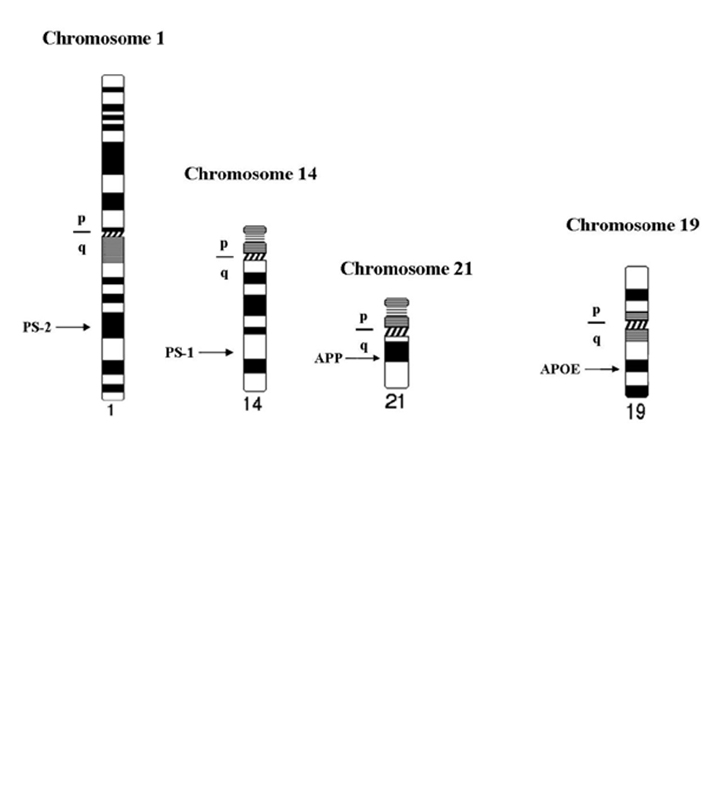 Chromosome 1
p
q
PS-2
1
Chromosome 14
p
q
PS-1
14
Chromosome 21
p
q
APP
21
Chromosome 19
p
q
APOE
19